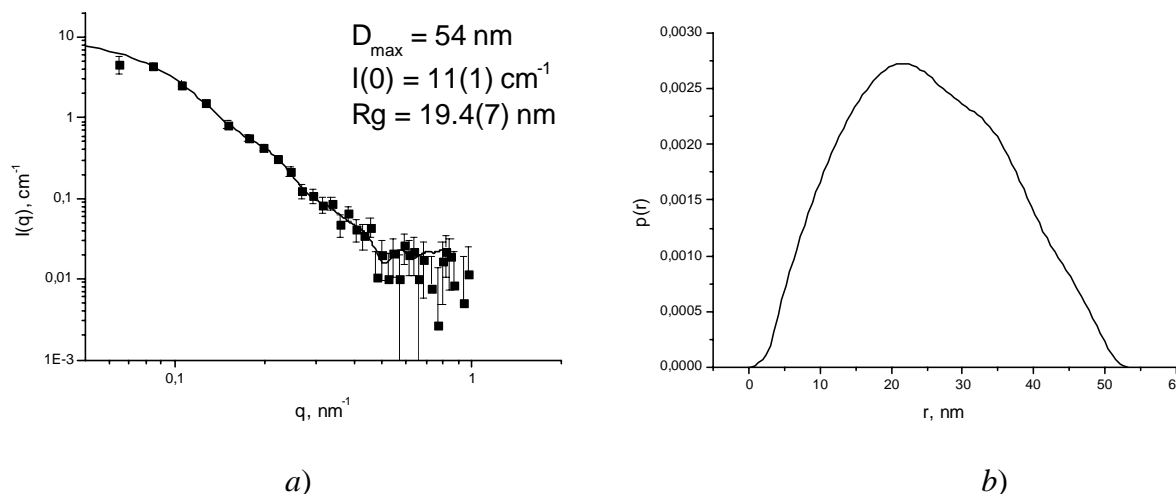 D_max = 54 nm
I(0) = 11(1) cm⁻¹
Rg = 19.4(7) nm
10
1
0,1
0,01
1E-3
I(q), cm⁻¹
0,1
1
q, nm⁻¹
a)
0,0030
0,0025
0,0020
0,0015
0,0010
0,0005
0,0000
p(r)
0
10
20
30
40
50
r, nm
b)